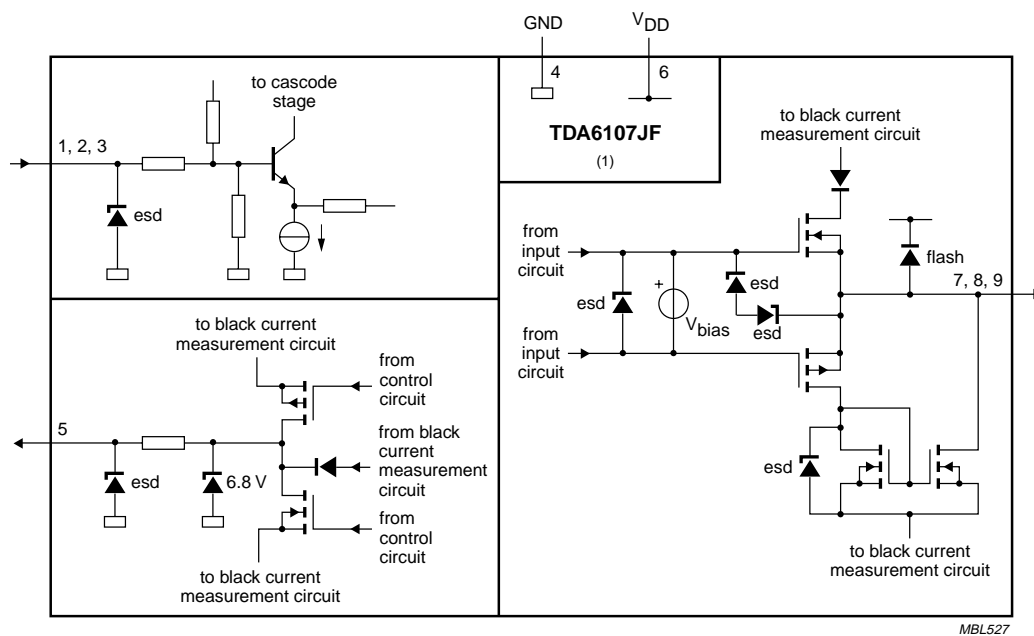 GND
V_DD
4
6
TDA6107JF
(1)
to cascode
stage
1, 2, 3
esd
to black current
measurement circuit
from
input
circuit
flash
esd
+
V_bias
esd
esd
7, 8, 9
from
input
circuit
esd
to black current
measurement circuit
to black current
measurement circuit
from
control
circuit
5
from black
current
measurement
circuit
esd
6.8 V
from
control
circuit
to black current
measurement circuit
MBL527